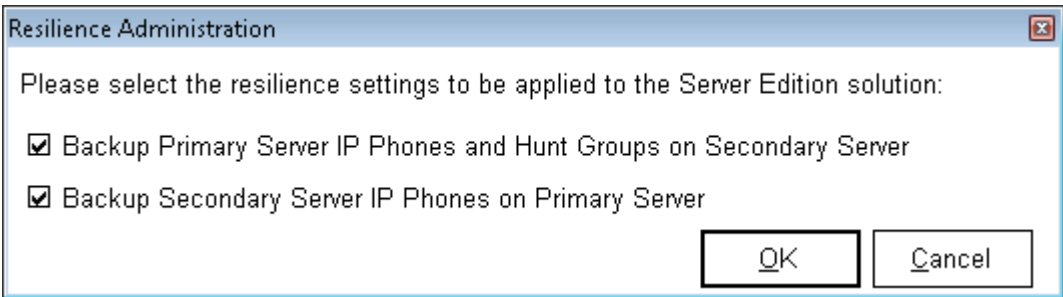 Resilience Administration
Please select the resilience settings to be applied to the Server Edition solution:
Backup Primary Server IP Phones and Hunt Groups on Secondary Server
Backup Secondary Server IP Phones on Primary Server
OK Cancel